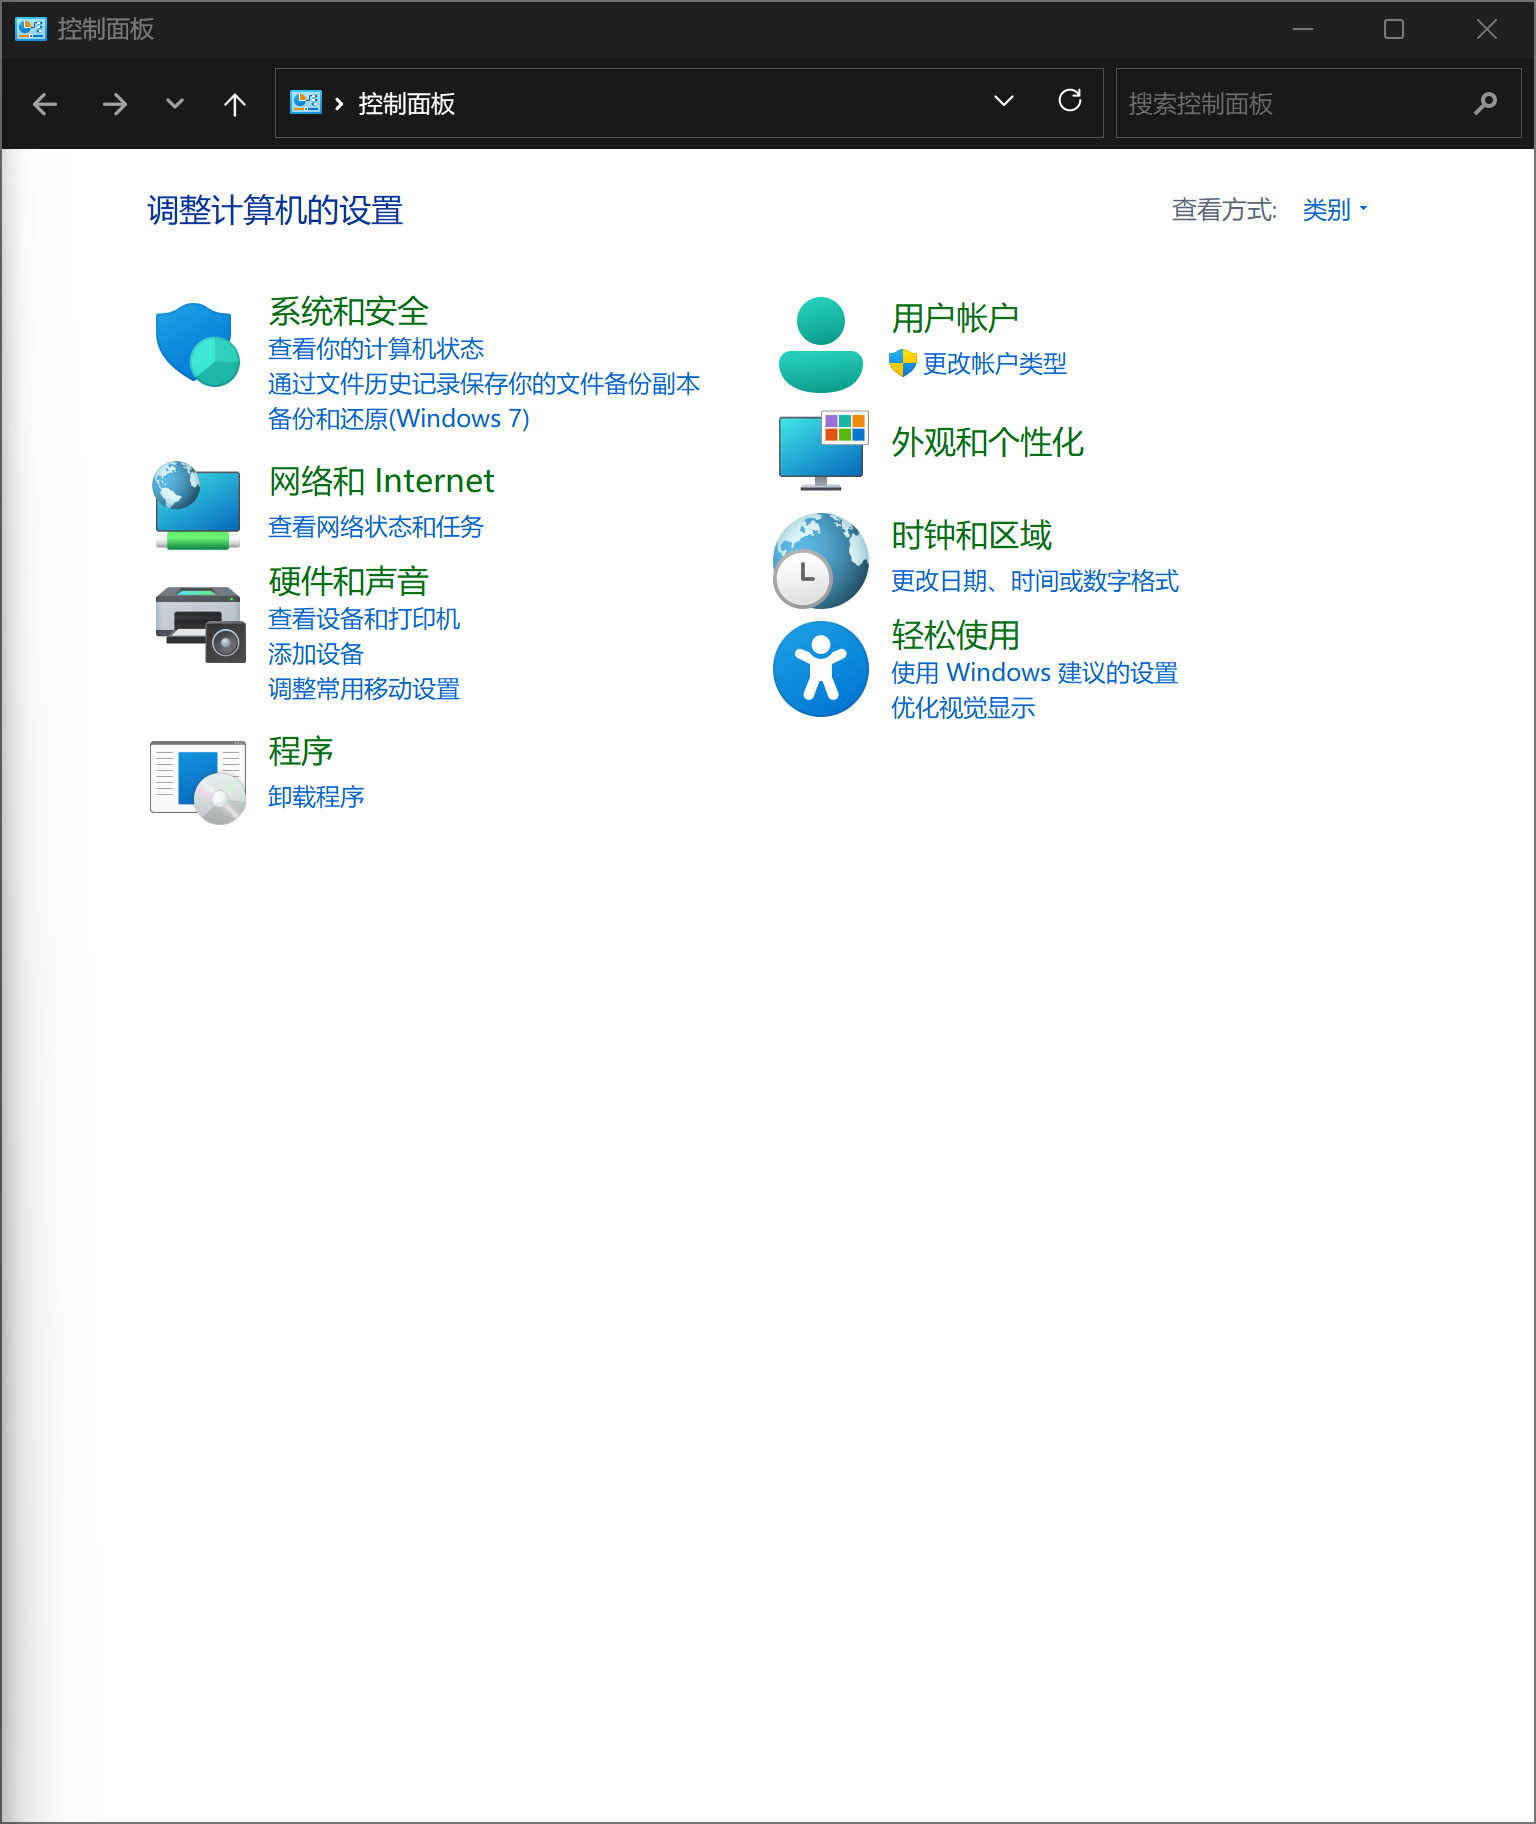 控制面板
控制面板
搜索控制面板
调整计算机的设置
查看方式: 类别
系统和安全
查看你的计算机状态
通过文件历史记录保存你的文件备份副本
备份和还原(Windows 7)
网络和 Internet
查看网络状态和任务
硬件和声音
查看设备和打印机
添加设备
调整常用移动设置
程序
卸载程序
用户帐户
更改帐户类型
外观和个性化
时钟和区域
更改日期、时间或数字格式
轻松使用
使用 Windows 建议的设置
优化视觉显示